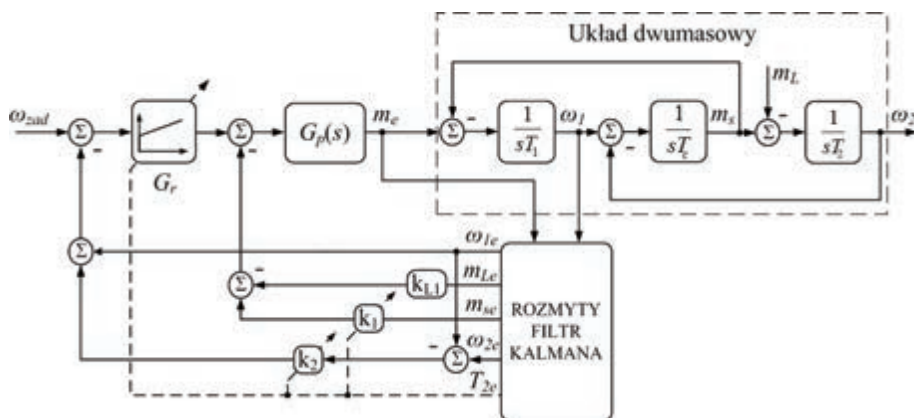 Układ dwumasowy
ω_zad
Σ
-
G_r
Σ
-
G_p(s)
m_e
Σ
-
1
sT_1
ω_1
Σ
-
1
sT_c
m_s
m_L
Σ
-
1
sT_2
ω_2
Σ
ω_1e
Σ
-
k_L1
m_Le
k_1
m_se
k_2
-
Σ
ω_2e
T_2e
ROZMYTY
FILTR
KALMANA